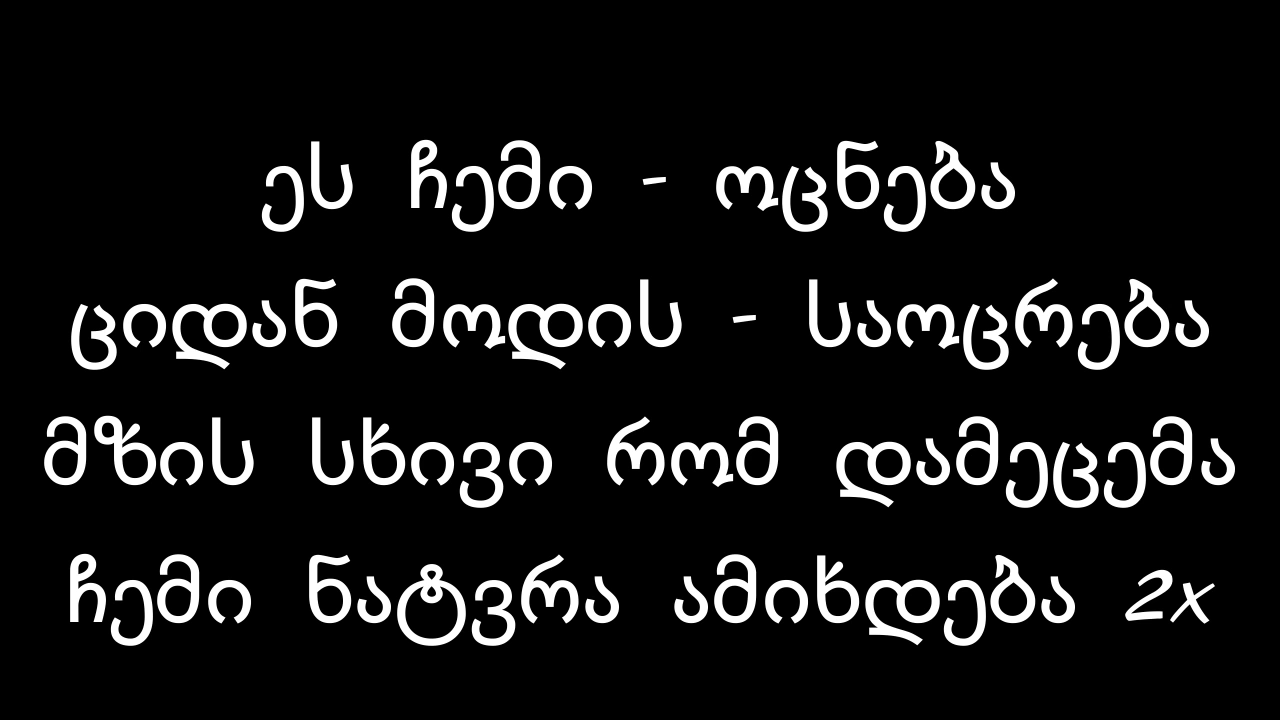 ეს ჩემი - ოცნება
ციდან მოდის - საოცრება
მზის სხივი რომ დამეცემა
ჩემი ნატვრა ამიხდება 2x